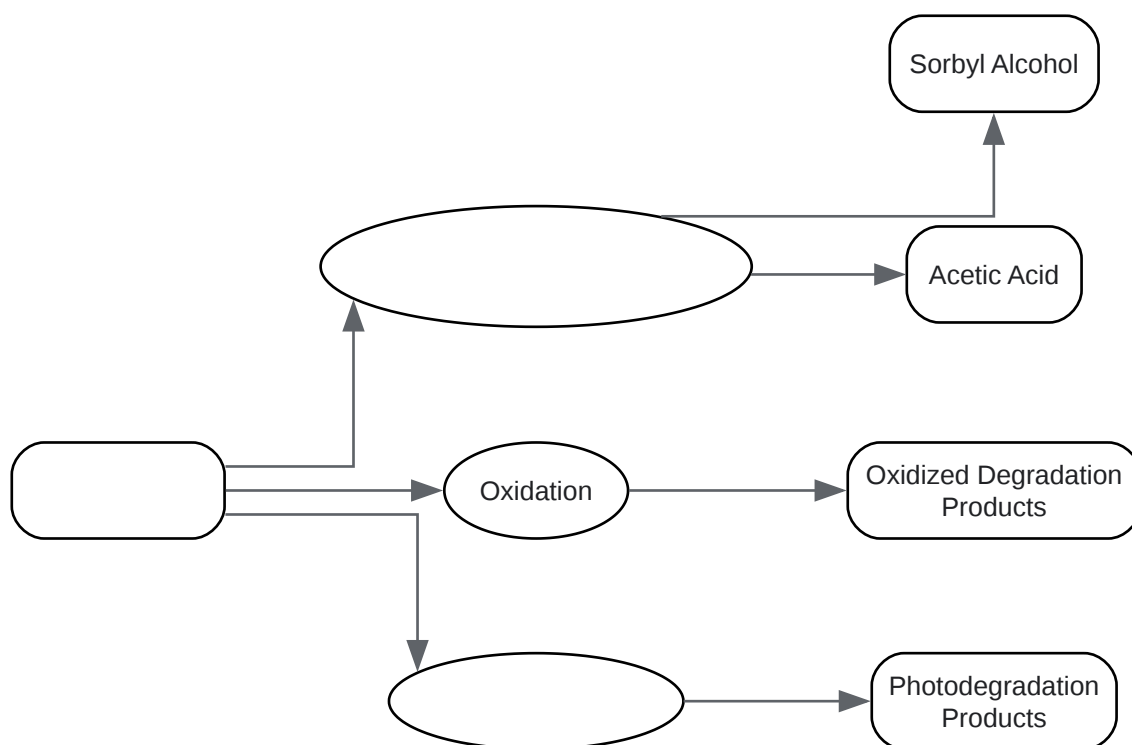 Sorbyl Alcohol
Acetic Acid
Oxidation
Oxidized Degradation
Products
Photodegradation
Products